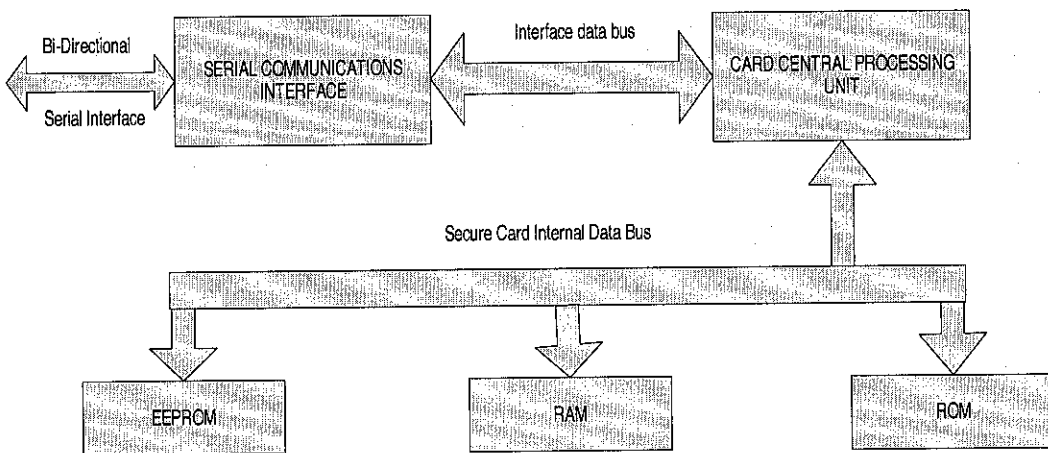 Bi-Directional
Serial Interface
SERIAL COMMUNICATIONS
INTERFACE
Interface data bus
CARD CENTRAL PROCESSING
UNIT
Secure Card Internal Data Bus
EEPROM
RAM
ROM